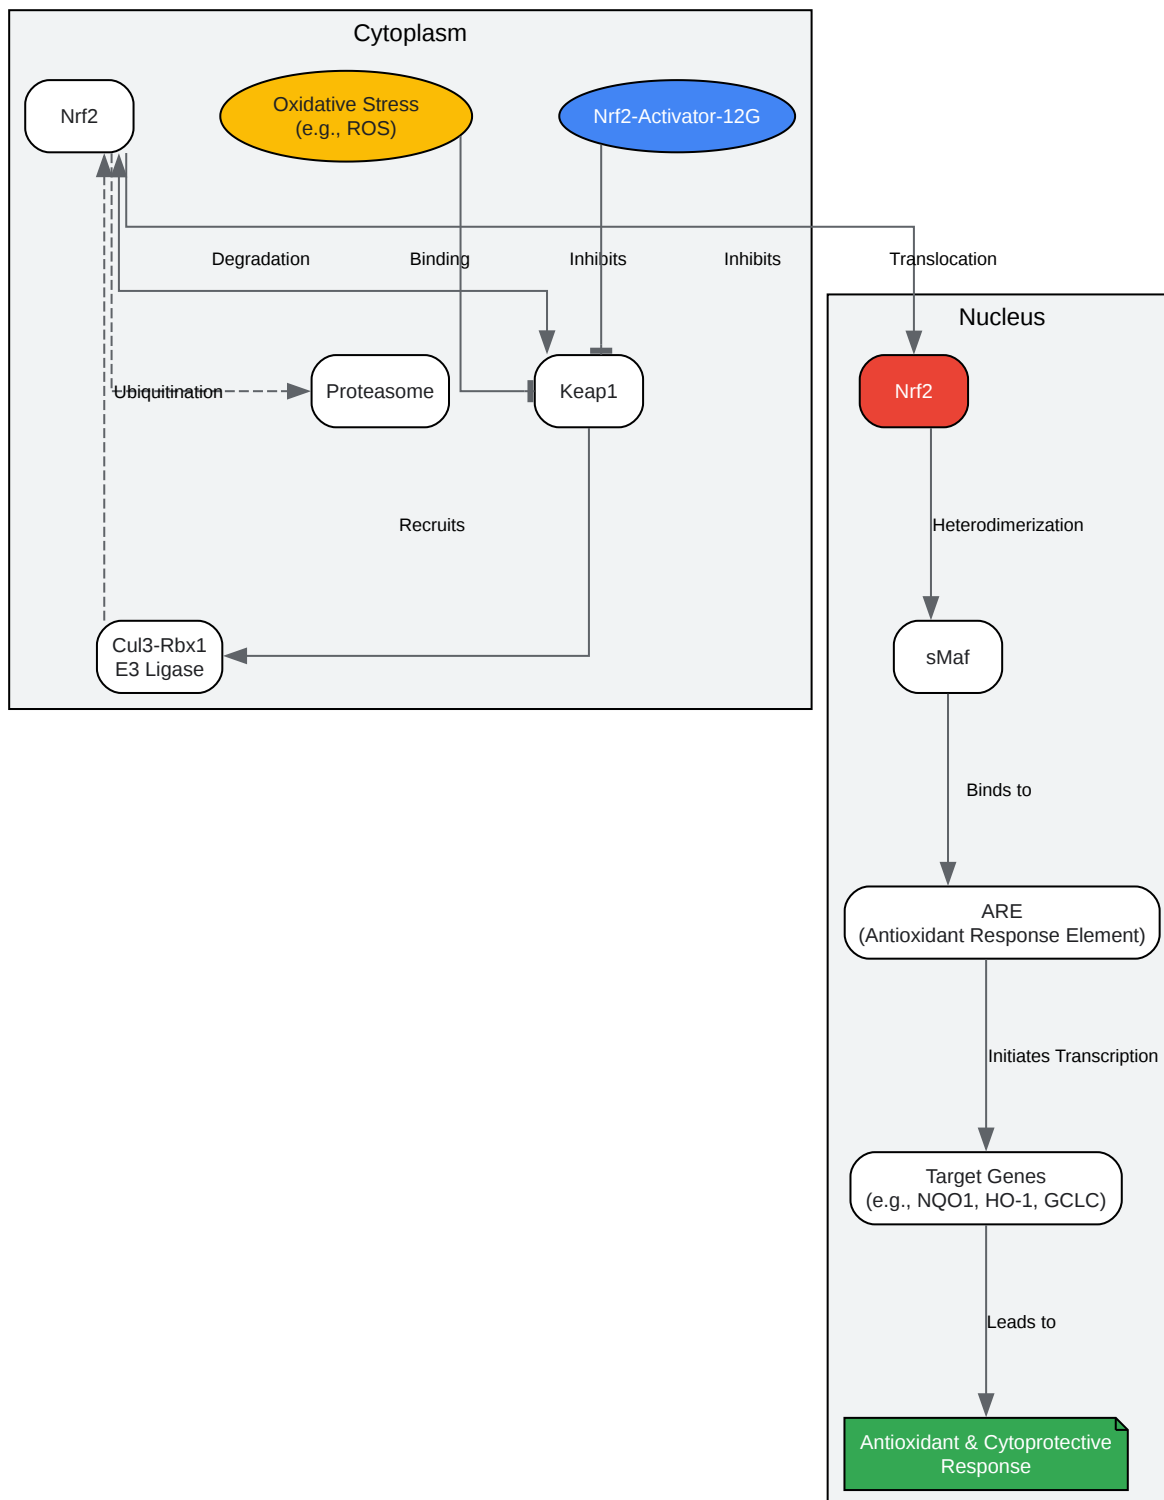 Cytoplasm
Nrf2
Oxidative Stress
(e.g., ROS)
Nrf2-Activator-12G
Degradation
Binding
Inhibits
Inhibits
Translocation
Nucleus
Ubiquitination
Proteasome
Keap1
Nrf2
Recruits
Heterodimerization
Cul3-Rbx1
E3 Ligase
sMaf
Binds to
ARE
(Antioxidant Response Element)
Initiates Transcription
Target Genes
(e.g., NQO1, HO-1, GCLC)
Leads to
Antioxidant & Cytoprotective
Response